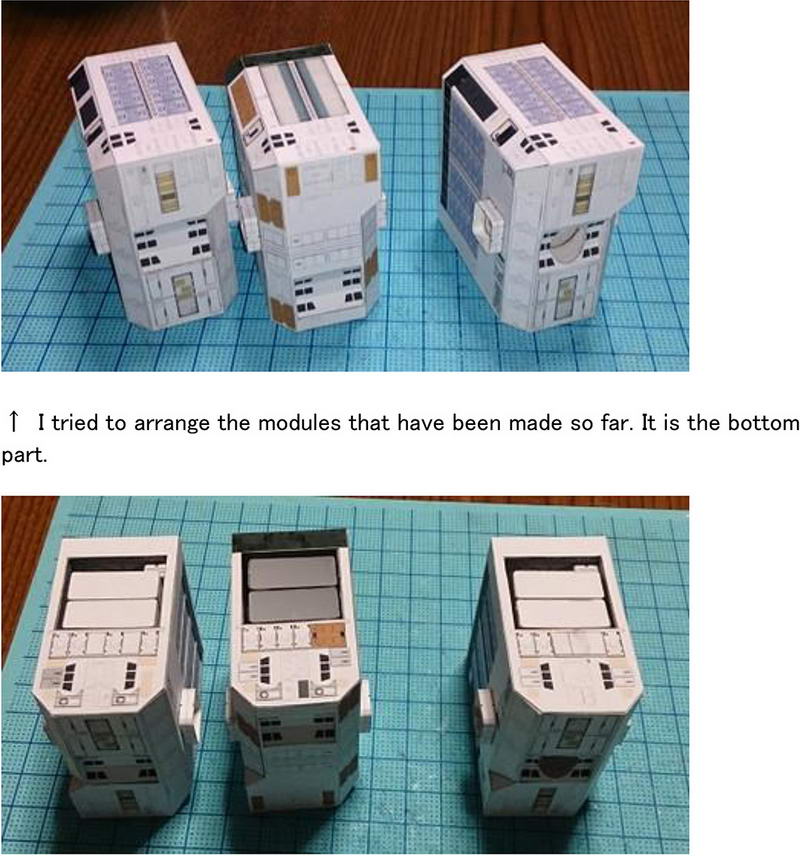 ↑ I tried to arrange the modules that have been made so far. It is the bottom
part.